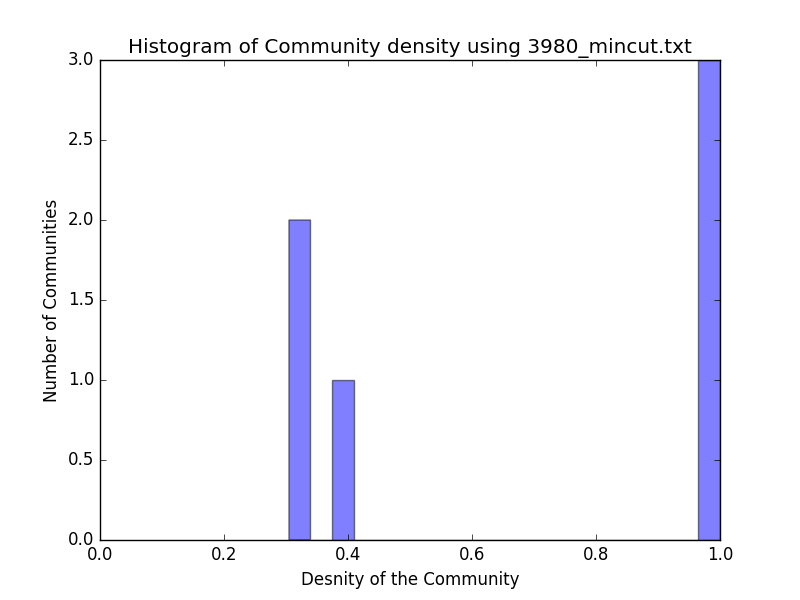 Histogram of Community density using 3980_mincut.txt
3.0
2.5
2.0
1.5
1.0
0.5
0.0
Number of Communities
0.0 0.2 0.4 0.6 0.8 1.0
Desnity of the Community